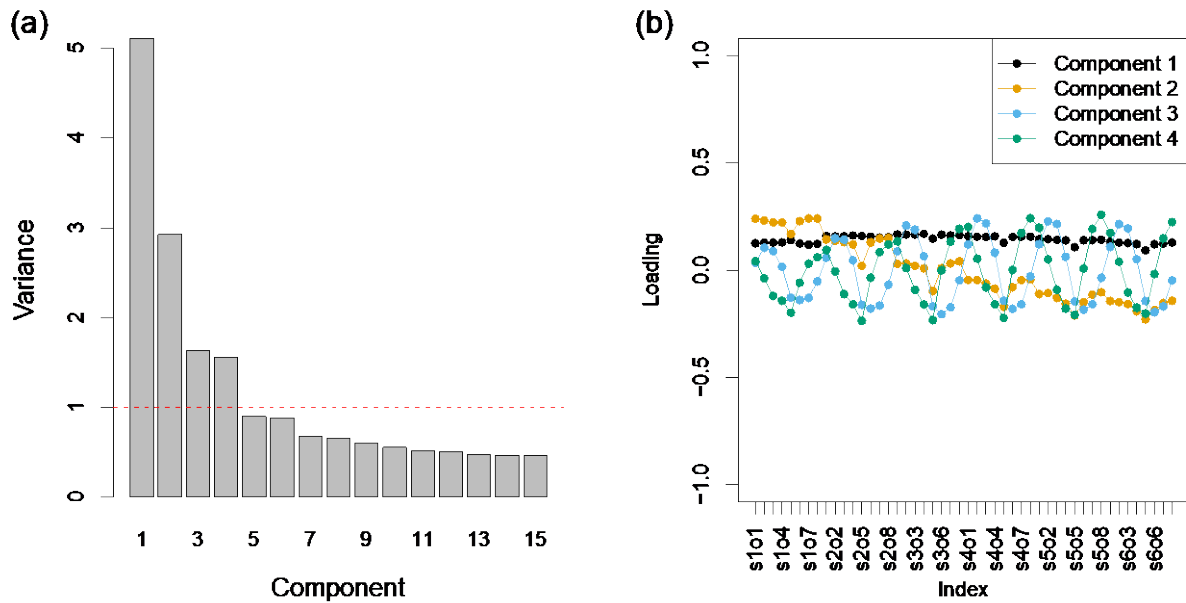 (a)
Variance
5
4
3
2
1
0
1 3 5 7 9 11 13 15
Component
(b)
Component 1
Component 2
Component 3
Component 4
Loading
1.0
0.5
0.0
−0.5
−1.0
s1o1 s1o4 s1o7 s2o2 s2o5 s2o8 s3o3 s3o6 s4o1 s4o4 s4o7 s5o2 s5o5 s5o8 s6o3 s6o6
Index